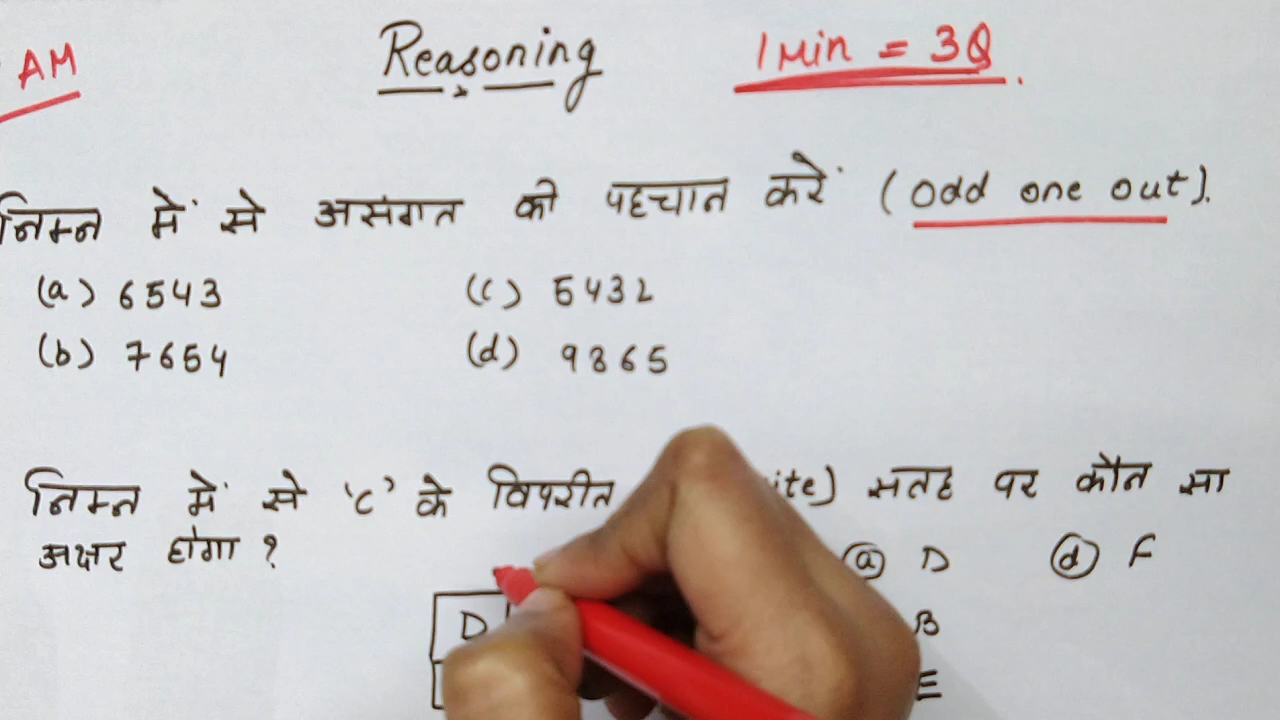 AM
Reasoning
1 Min = 3Q.
निम्न में से असंगत की पहचान करें (odd one out).
(a) 6543 (c) 5432
(b) 7654 (d) 9865
निम्न में से 'c' के विपरीत सतह पर कौन सा
अक्षर होगा ?
(a) D (d) F
D B
E